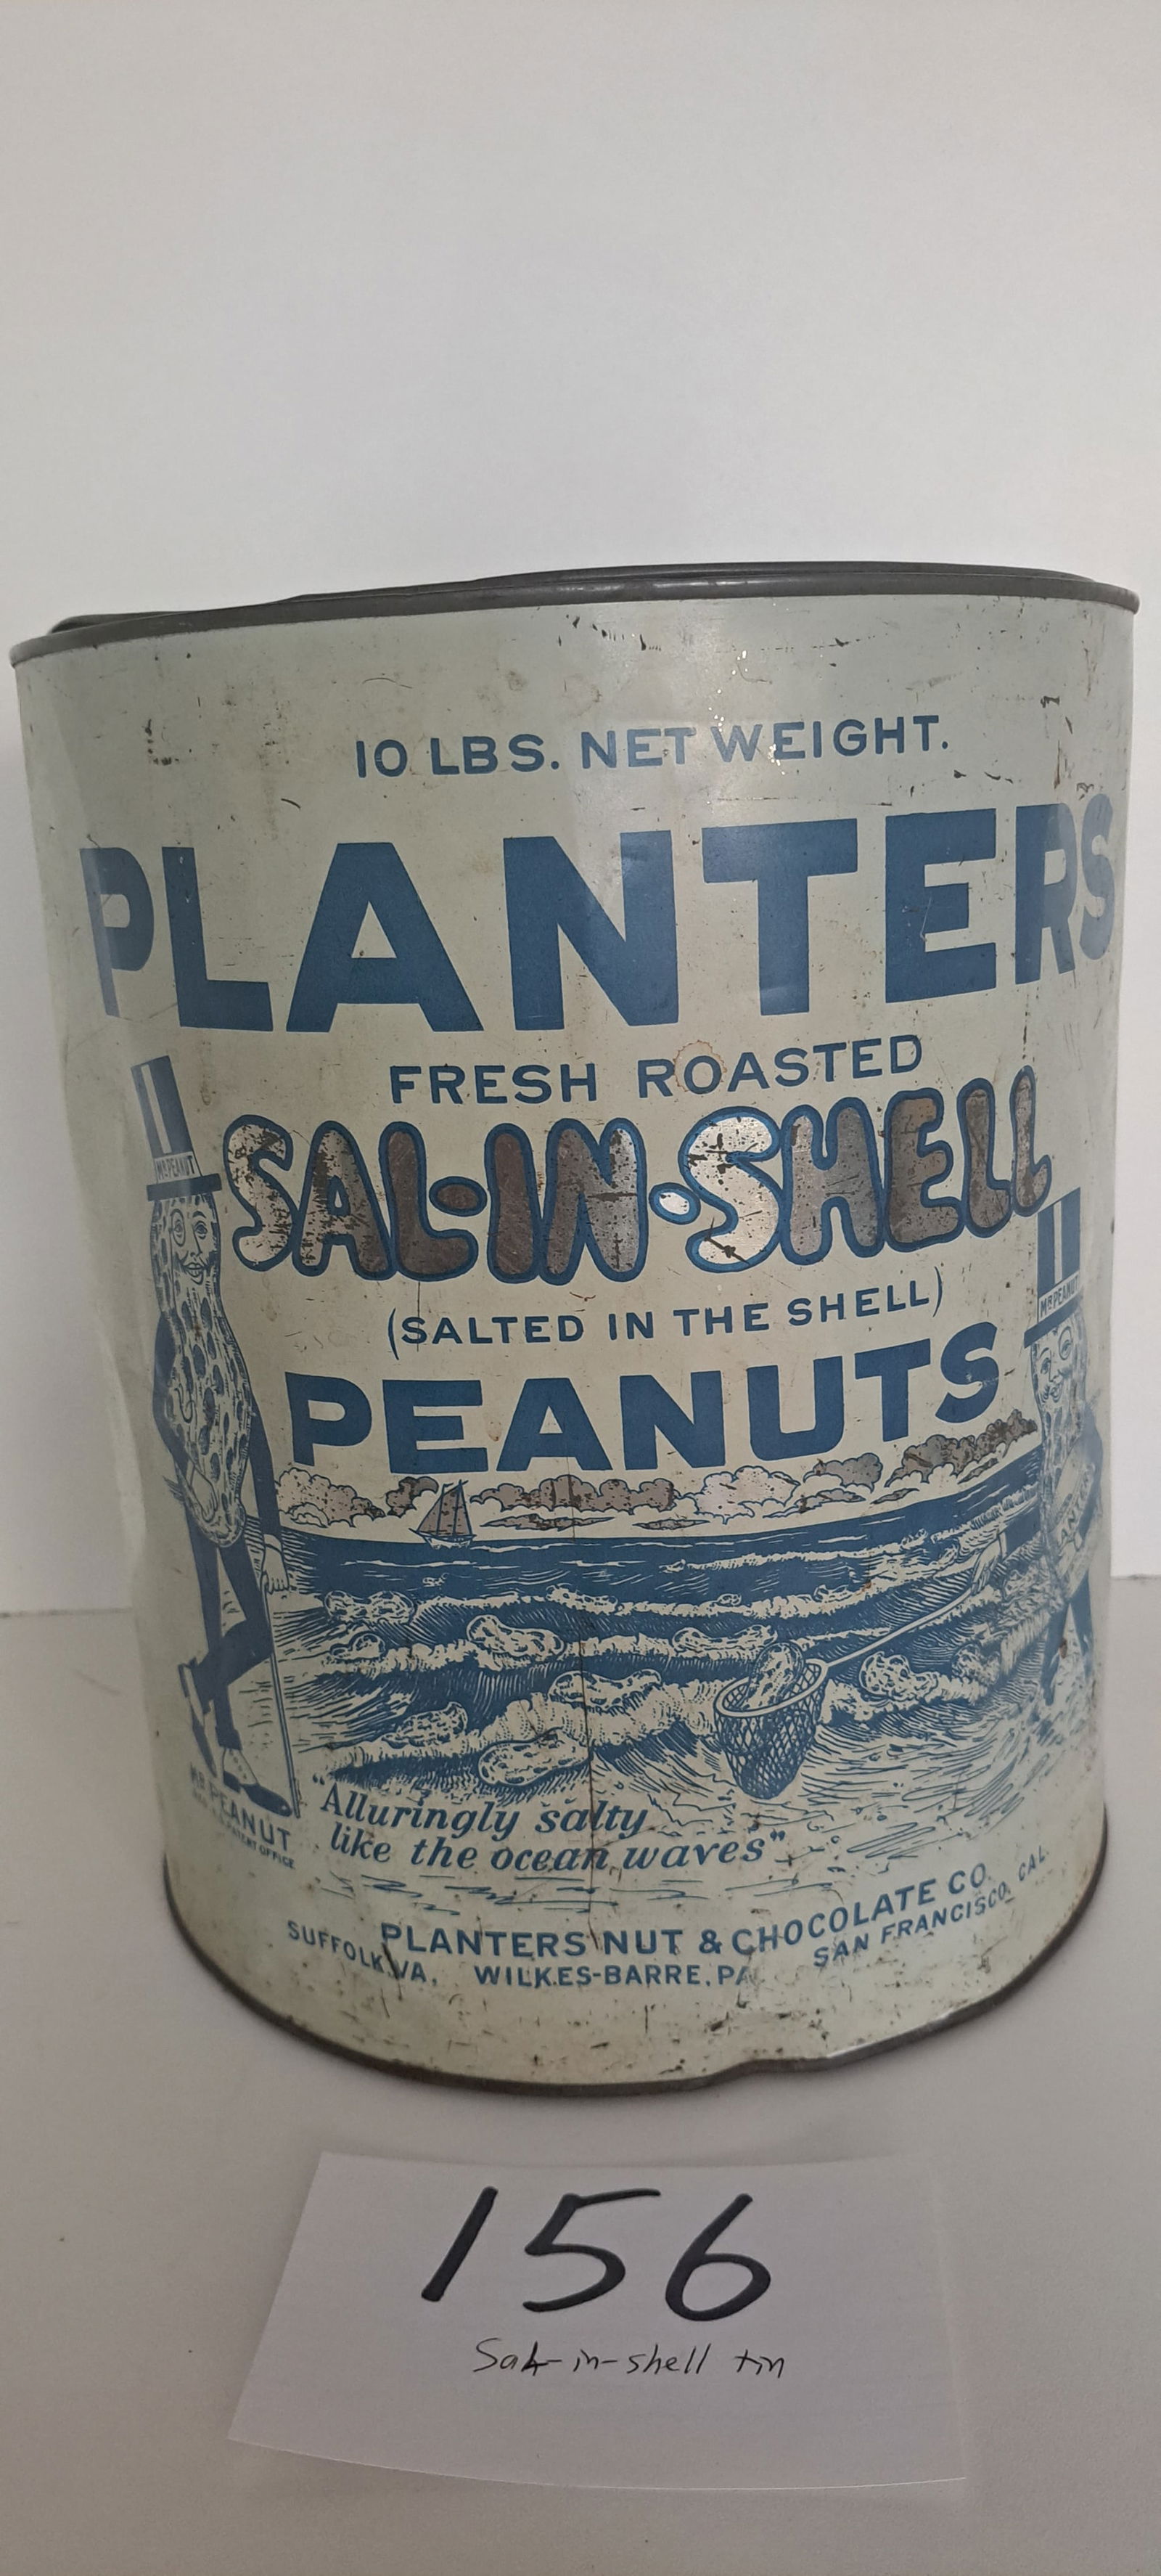 10 LBS. NET WEIGHT.
PLANTERS
FRESH ROASTED
SAL-IN-SHELL
(SALTED IN THE SHELL)
PEANUTS
MR. PEANUT
MR. PEANUT
MR. PEANUT
PATENT OFFICE
"Alluringly salty
like the ocean waves"
PLANTERS NUT & CHOCOLATE CO.
SUFFOLK, VA. WILKES-BARRE, PA. SAN FRANCISCO, CAL.
156
Salt-in-shell tin